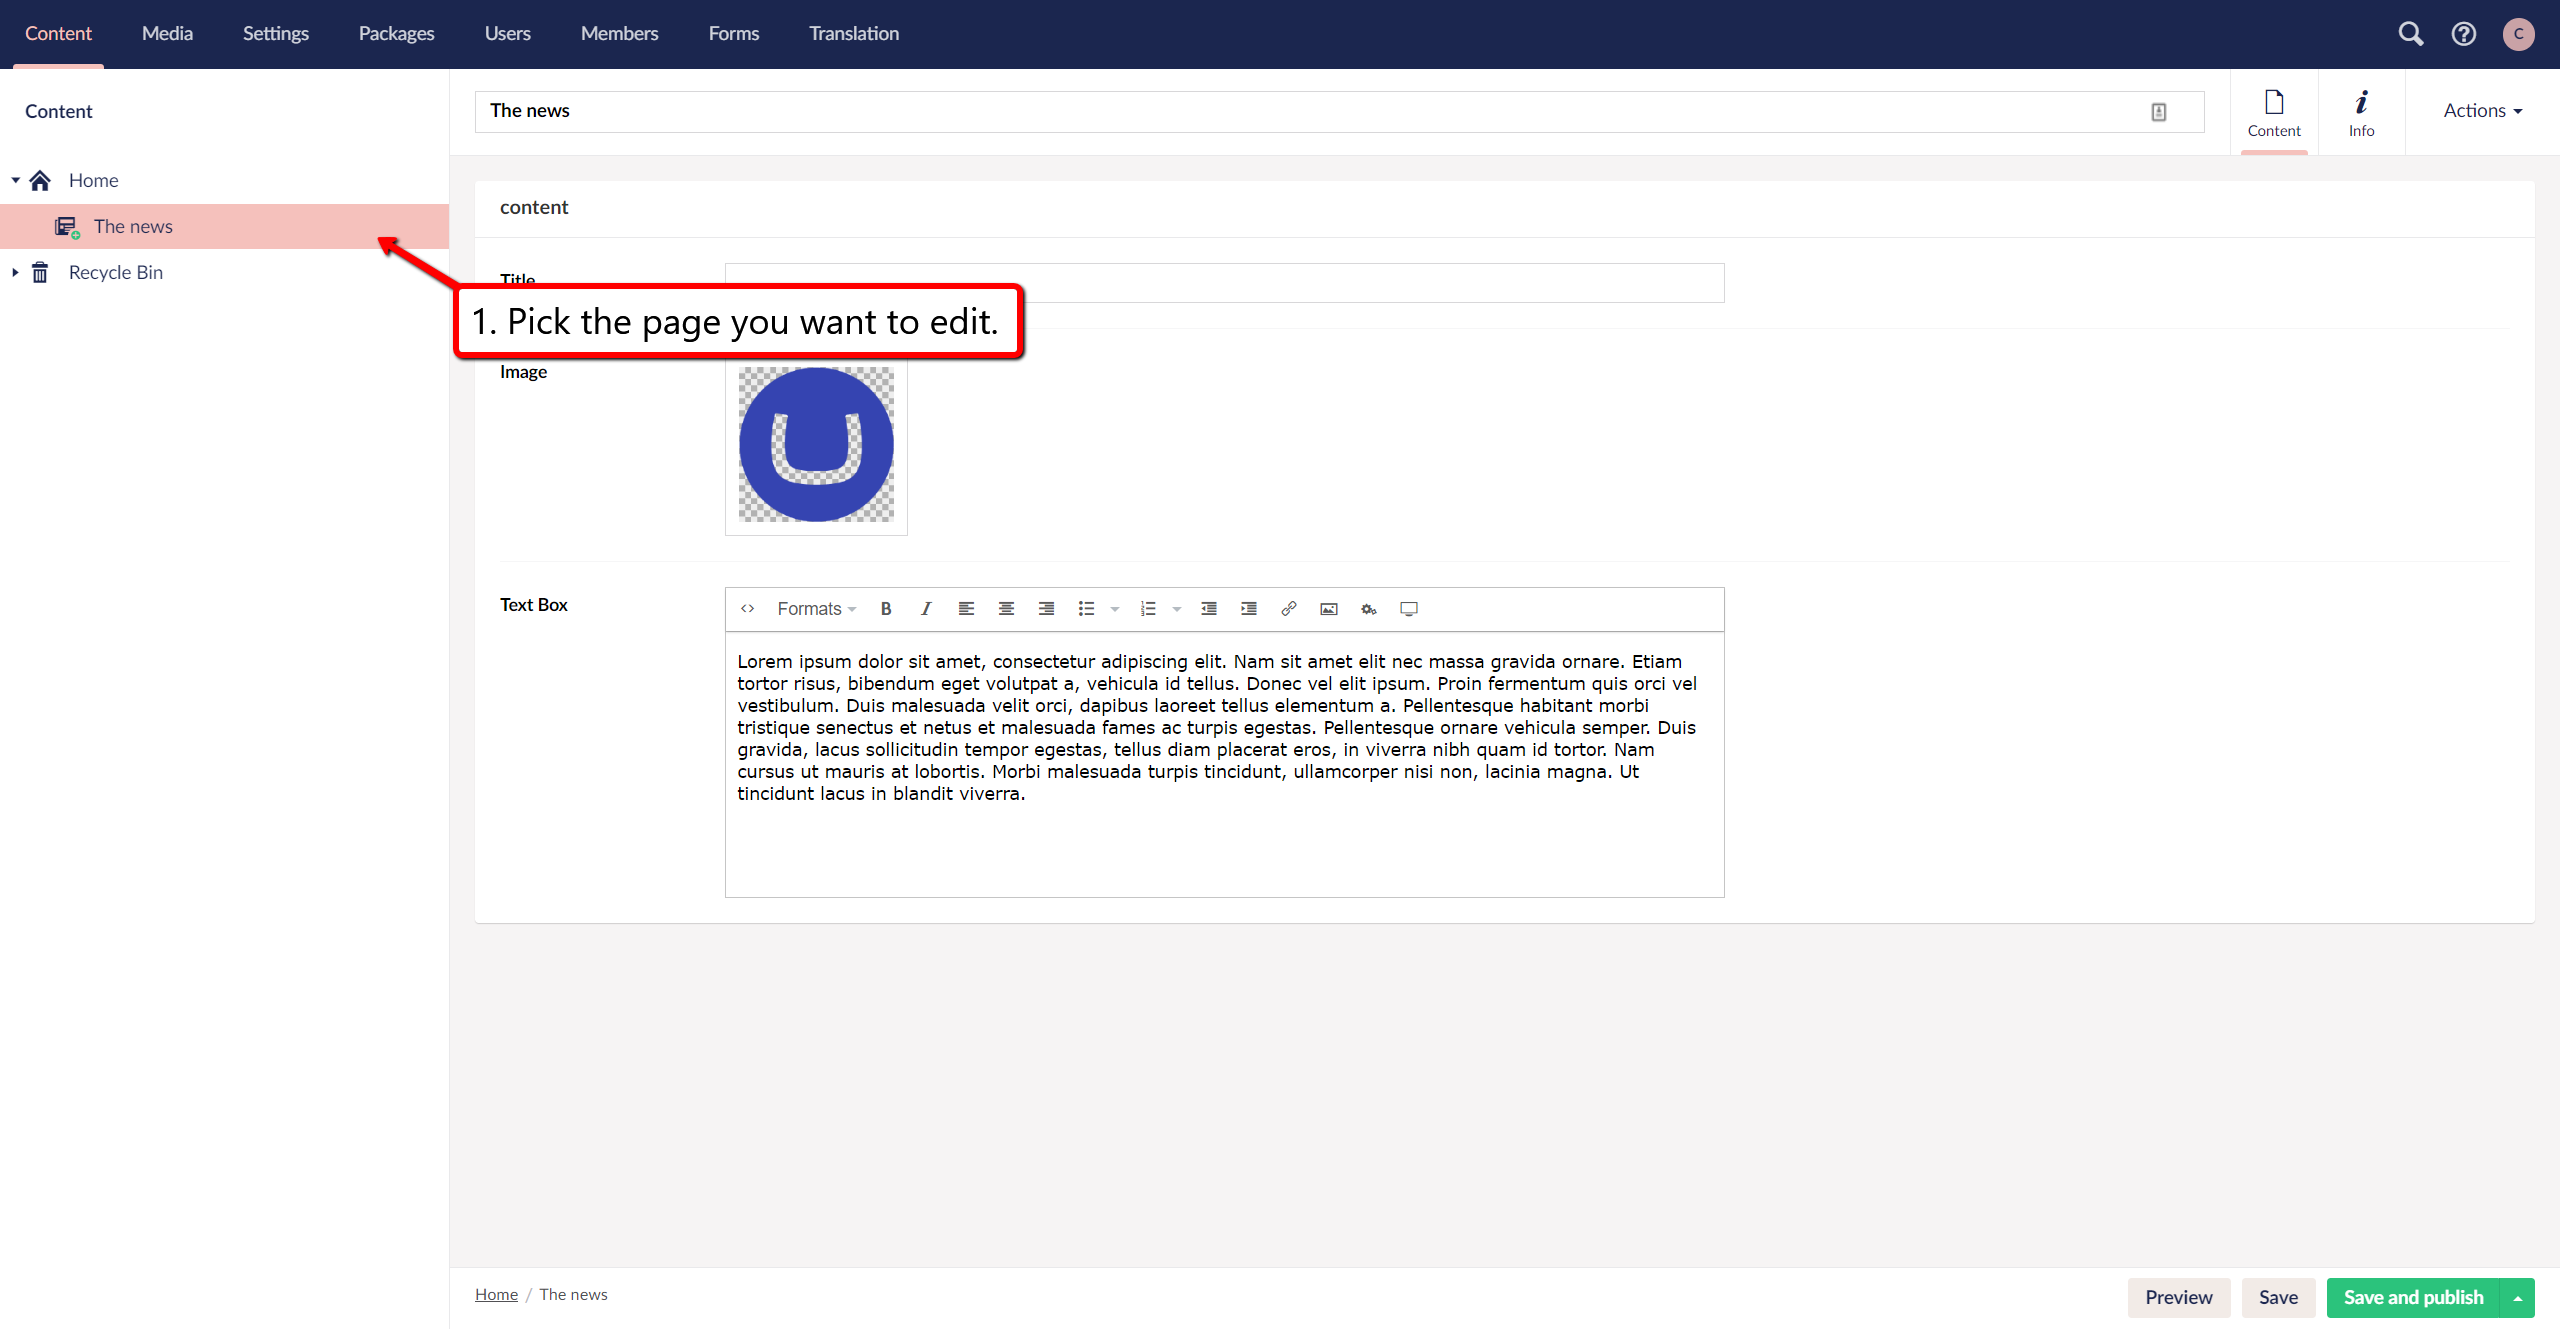 Content Media Settings Packages Users Members Forms Translation
C
Content
Home
The news
Recycle Bin
The news
Content
Info
Actions
content
Title
1. Pick the page you want to edit.
Image
Text Box
Formats B I
Lorem ipsum dolor sit amet, consectetur adipiscing elit. Nam sit amet elit nec massa gravida ornare. Etiam
tortor risus, bibendum eget volutpat a, vehicula id tellus. Donec vel elit ipsum. Proin fermentum quis orci vel
vestibulum. Duis malesuada velit orci, dapibus laoreet tellus elementum a. Pellentesque habitant morbi
tristique senectus et netus et malesuada fames ac turpis egestas. Pellentesque ornare vehicula semper. Duis
gravida, lacus sollicitudin tempor egestas, tellus diam placerat eros, in viverra nibh quam id tortor. Nam
cursus ut mauris at lobortis. Morbi malesuada turpis tincidunt, ullamcorper nisi non, lacinia magna. Ut
tincidunt lacus in blandit viverra.
Home / The news
Preview Save Save and publish